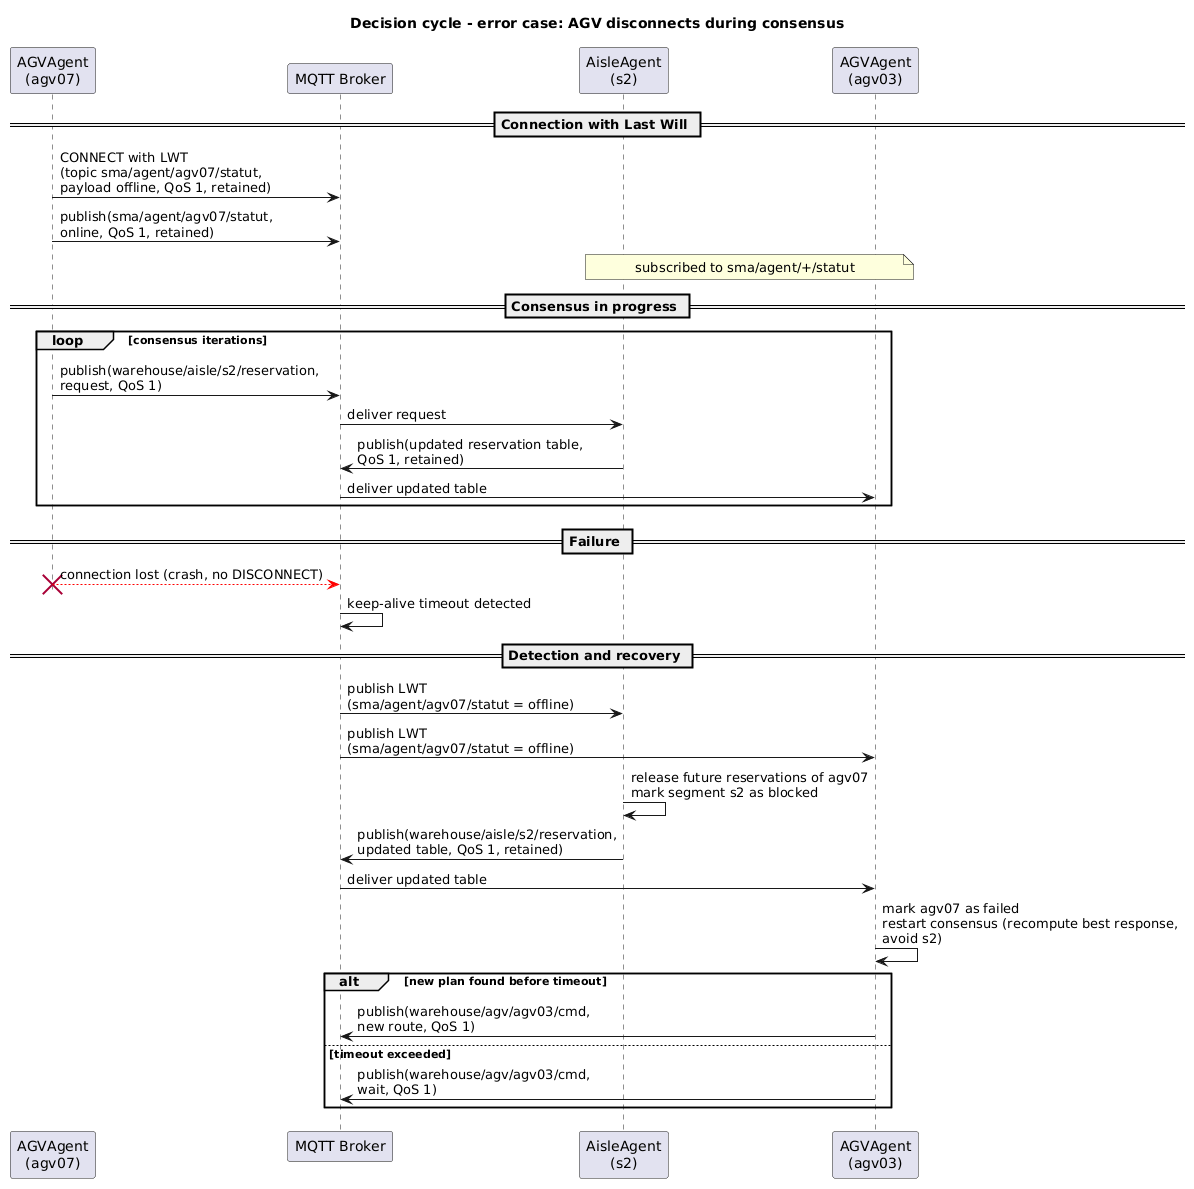 Decision cycle - error case: AGV disconnects during consensus
AGVAgent
(agv07)
MQTT Broker
AisleAgent
(s2)
AGVAgent
(agv03)
Connection with Last Will
CONNECT with LWT
(topic sma/agent/agv07/statut,
payload offline, QoS 1, retained)
publish(sma/agent/agv07/statut,
online, QoS 1, retained)
subscribed to sma/agent/+/statut
Consensus in progress
loop [consensus iterations]
publish(warehouse/aisle/s2/reservation,
request, QoS 1)
deliver request
publish(updated reservation table,
QoS 1, retained)
deliver updated table
Failure
connection lost (crash, no DISCONNECT)
keep-alive timeout detected
Detection and recovery
publish LWT
(sma/agent/agv07/statut = offline)
publish LWT
(sma/agent/agv07/statut = offline)
release future reservations of agv07
mark segment s2 as blocked
publish(warehouse/aisle/s2/reservation,
updated table, QoS 1, retained)
deliver updated table
mark agv07 as failed
restart consensus (recompute best response,
avoid s2)
alt [new plan found before timeout]
publish(warehouse/agv/agv03/cmd,
new route, QoS 1)
[timeout exceeded]
publish(warehouse/agv/agv03/cmd,
wait, QoS 1)
AGVAgent
(agv07)
MQTT Broker
AisleAgent
(s2)
AGVAgent
(agv03)